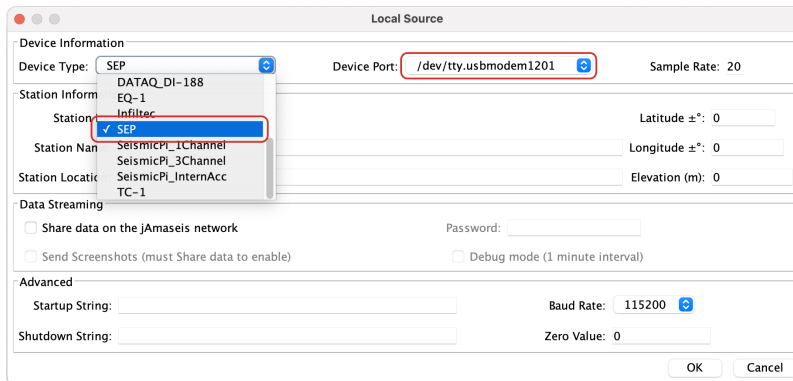 Local Source
Device Information
Device Type: SEP Device Port: /dev/tty.usbmodem1201 Sample Rate: 20
DATAQ_DI-188
Station Inform
EQ-1
Infiltec
Station Latitude ±°: 0
✓ SEP
SeismicPi_1Channel
Station Nan Longitude ±°: 0
SeismicPi_3Channel
SeismicPi_InternAcc
Station Locatio Elevation (m): 0
TC-1
Data Streaming
Share data on the jAmaseis network Password:
Send Screenshots (must Share data to enable) Debug mode (1 minute interval)
Advanced
Startup String: Baud Rate: 115200
Shutdown String: Zero Value: 0
OK Cancel